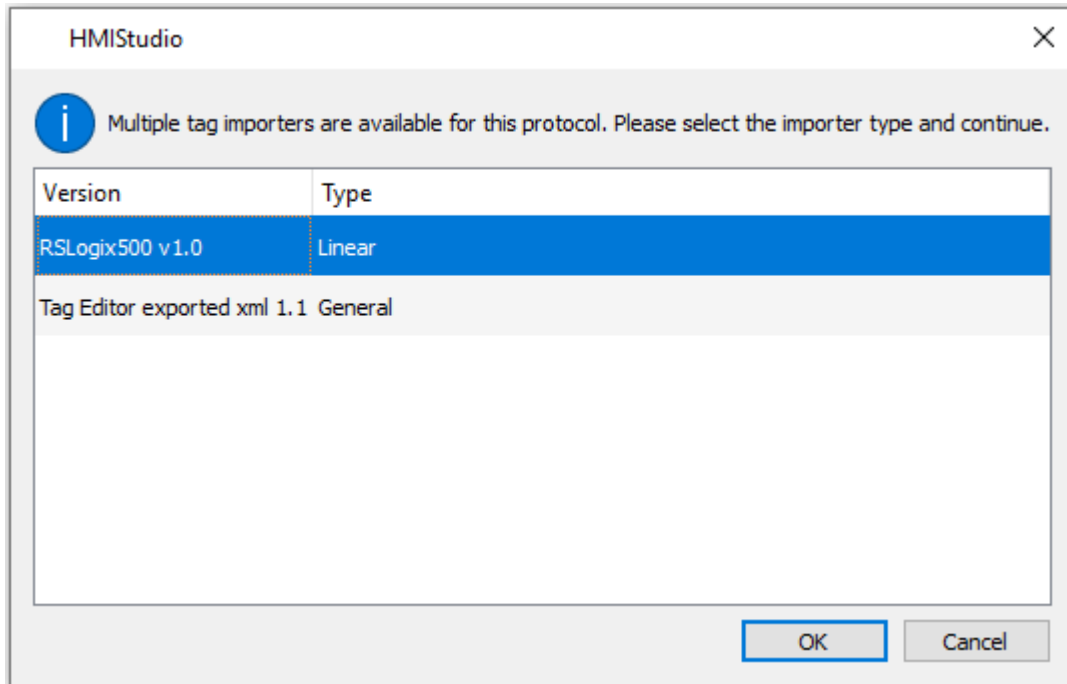 HMIStudio
Multiple tag importers are available for this protocol. Please select the importer type and continue.
Version Type
RSLogix500 v1.0 Linear
Tag Editor exported xml 1.1 General
OK Cancel